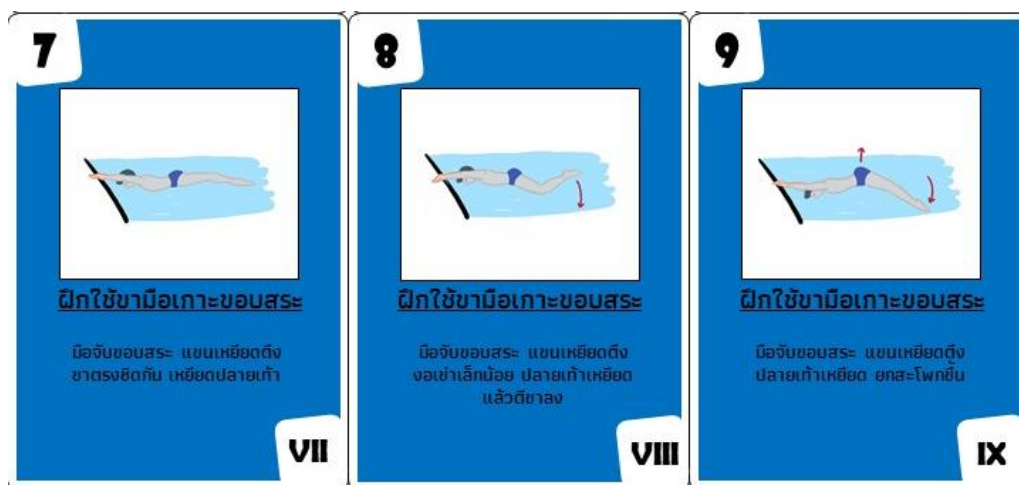 7
ฝึกใช้ขามือเกาะขอบสระ
มือจับขอบสระ แขนเหยียดตึง
ขาตรงชิดกัน เหยียดปลายเท้า
VII
8
ฝึกใช้ขามือเกาะขอบสระ
มือจับขอบสระ แขนเหยียดตึง
งอเข่าเล็กน้อย ปลายเท้าเหยียด
แล้วตีขาลง
VIII
9
ฝึกใช้ขามือเกาะขอบสระ
มือจับขอบสระ แขนเหยียดตึง
ปลายเท้าเหยียด ยกสะโพกขึ้น
IX